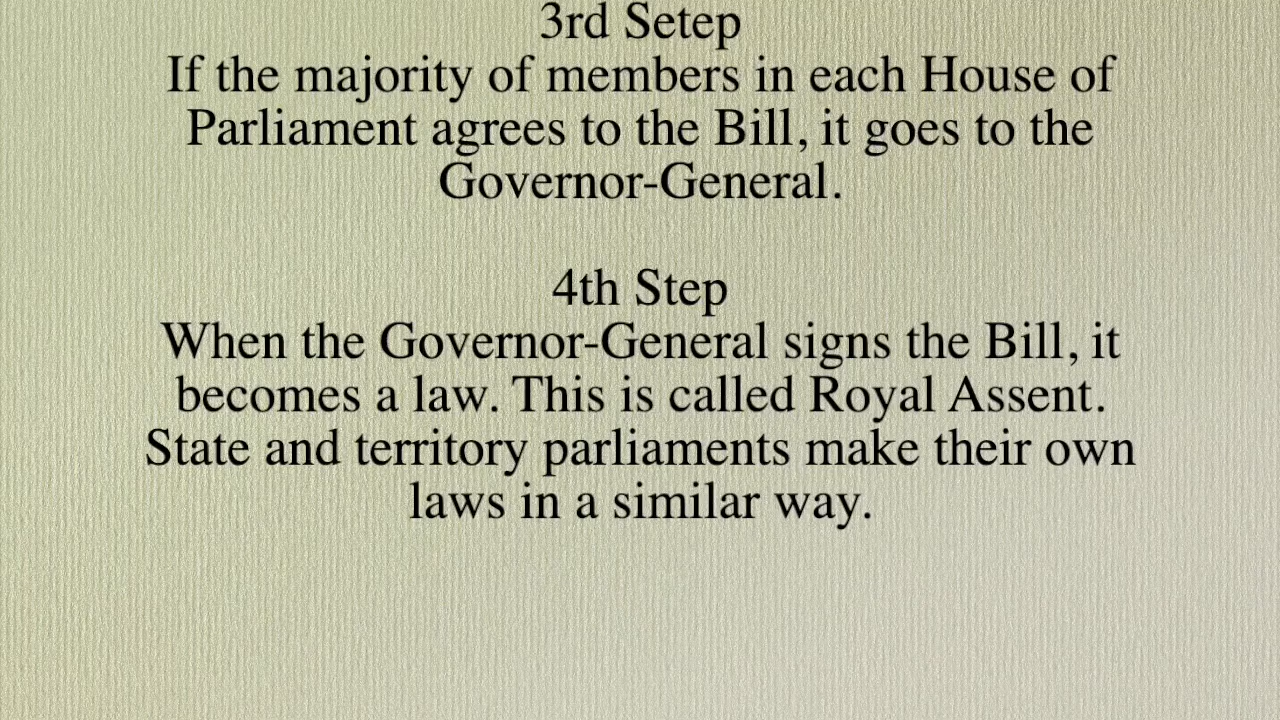 3rd Setep
If the majority of members in each House of
Parliament agrees to the Bill, it goes to the
Governor-General.
4th Step
When the Governor-General signs the Bill, it
becomes a law. This is called Royal Assent.
State and territory parliaments make their own
laws in a similar way.